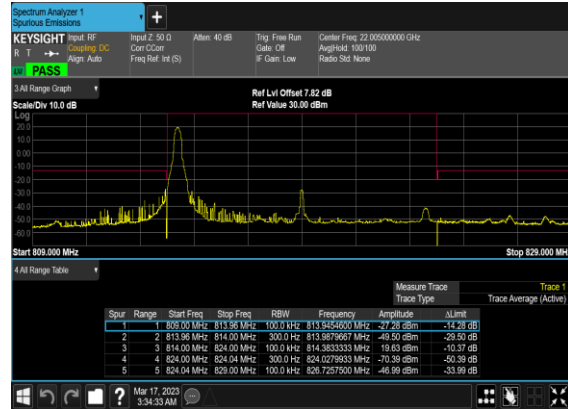 Spectrum Analyzer 1
Spurious Emissions
KEYSIGHT Input: RF Input Z: 50 Ω Atten: 40 dB Trig: Free Run Center Freq: 22.005000000 GHz
R T Coupling: DC Corr CCorr Gate: Off Avg|Hold: 100/100
Align: Auto Freq Ref: Int (S) IF Gain: Low Radio Std: None
PASS
3 All Range Graph
Ref Lvl Offset 7.82 dB
Scale/Div 10.0 dB Ref Value 30.00 dBm
Log
20.0
10.0
0.00
-10.0
-20.0
-30.0
-40.0
-50.0
-60.0
Start 809.000 MHz Stop 829.000 MH
4 All Range Table
Measure Trace Trace 1
Trace Type Trace Average (Active)
Spur Range Start Freq Stop Freq RBW Frequency Amplitude ΔLimit
1 1 809.00 MHz 813.96 MHz 100.0 kHz 813.9454600 MHz -27.28 dBm -14.28 dB
2 2 813.96 MHz 814.00 MHz 300.0 Hz 813.9879667 MHz -49.50 dBm -29.50 dB
3 3 814.00 MHz 824.00 MHz 100.0 kHz 814.3833333 MHz 19.63 dBm -10.37 dB
4 4 824.00 MHz 824.04 MHz 300.0 Hz 824.0279933 MHz -70.39 dBm -50.39 dB
5 5 824.04 MHz 829.00 MHz 100.0 kHz 826.7257500 MHz -46.99 dBm -33.99 dB
Mar 17, 2023
3:34:33 AM